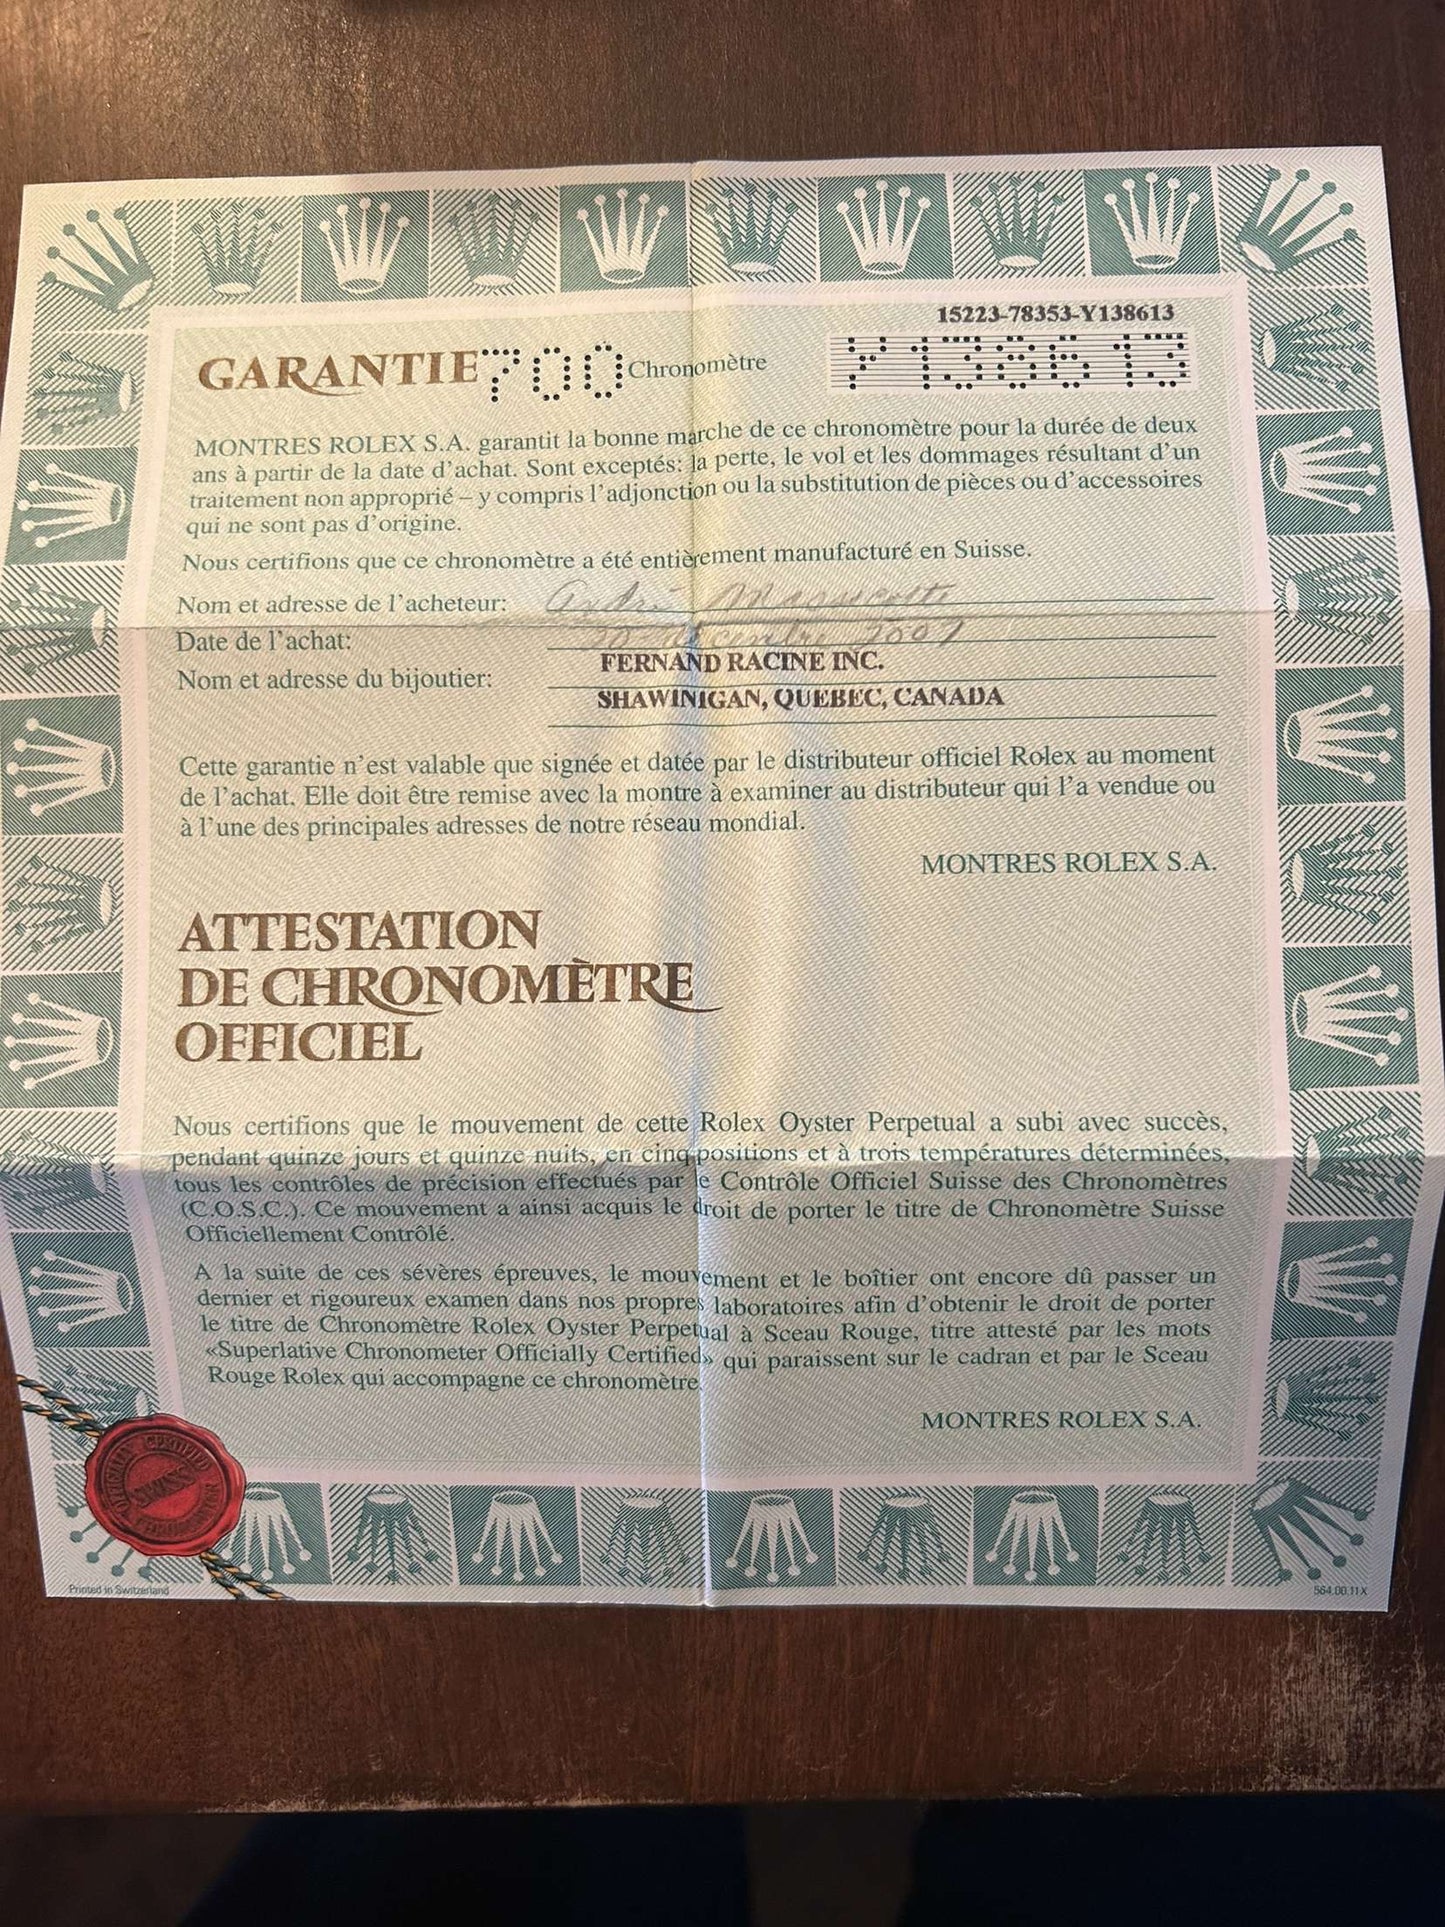 15223-78353-Y138613
GARANTIE 700 Chronomètre Y138613
MONTRES ROLEX S.A. garantit la bonne marche de ce chronomètre pour la durée de deux
ans à partir de la date d'achat. Sont exceptés: la perte, le vol et les dommages résultant d'un
traitement non approprié – y compris l'adjonction ou la substitution de pièces ou d'accessoires
qui ne sont pas d'origine.
Nous certifions que ce chronomètre a été entièrement manufacturé en Suisse.
Nom et adresse de l'acheteur: André
Date de l'achat: 20 décembre 2007
FERNAND RACINE INC.
Nom et adresse du bijoutier:
SHAWINIGAN, QUEBEC, CANADA
Cette garantie n'est valable que signée et datée par le distributeur officiel Rolex au moment
de l'achat. Elle doit être remise avec la montre à examiner au distributeur qui l'a vendue ou
à l'une des principales adresses de notre réseau mondial.
MONTRES ROLEX S.A.
ATTESTATION
DE CHRONOMÈTRE
OFFICIEL
Nous certifions que le mouvement de cette Rolex Oyster Perpetual a subi avec succès,
pendant quinze jours et quinze nuits, en cinq positions et à trois températures déterminées,
tous les contrôles de précision effectués par le Contrôle Officiel Suisse des Chronomètres
(C.O.S.C.). Ce mouvement a ainsi acquis le droit de porter le titre de Chronomètre Suisse
Officiellement Contrôlé.
A la suite de ces sévères épreuves, le mouvement et le boîtier ont encore dû passer un
dernier et rigoureux examen dans nos propres laboratoires afin d'obtenir le droit de porter
le titre de Chronomètre Rolex Oyster Perpetual à Sceau Rouge, titre attesté par les mots
«Superlative Chronometer Officially Certified» qui paraissent sur le cadran et par le Sceau
Rouge Rolex qui accompagne ce chronomètre.
MONTRES ROLEX S.A.
OFFICIALLY CERTIFIED
SWISS
CHRONOMETER
Printed in Switzerland
564.00.11X